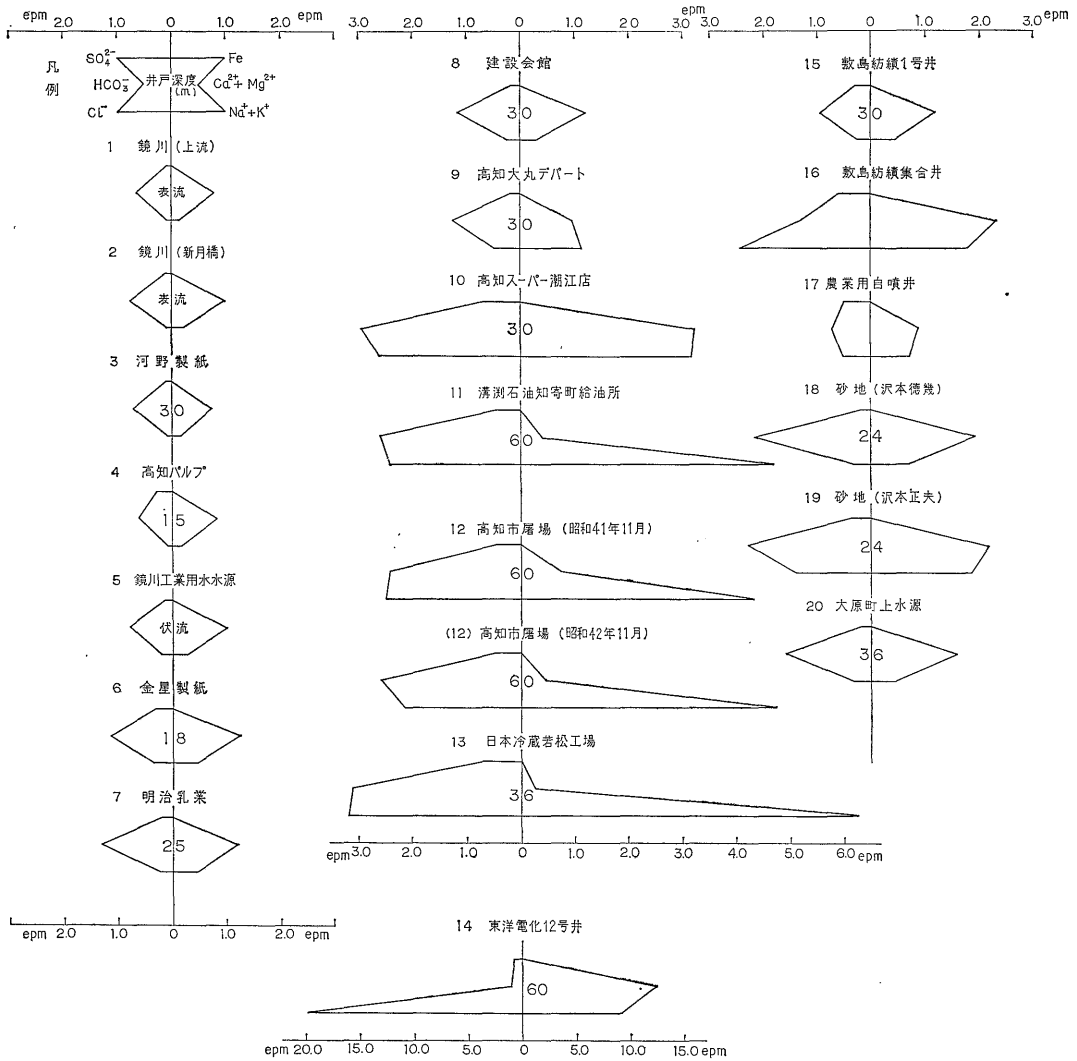 epm 2.0 1.0 0 1.0 2.0 epm
凡例
SO₄²⁻ Fe
HCO₃⁻ 井戸深度(m) Ca²⁺+Mg²⁺
Cl⁻ Na⁺+K⁺
1 鏡川(上流)
表流
2 鏡川(新月橋)
表流
3 河野製紙
30
4 高知パルプ
15
5 鏡川工業用水水源
伏流
6 金星製紙
18
7 明治乳業
25
epm 2.0 1.0 0 1.0 2.0 epm
3.0 2.0 1.0 0 1.0 2.0 3.0 epm
8 建設会館
30
9 高知大丸デパート
30
10 高知スーパー潮江店
30
11 溝渕石油知寄町給油所
60
12 高知市屠場(昭和41年11月)
60
(12) 高知市屠場(昭和42年11月)
60
13 日本冷蔵若松工場
36
epm 3.0 2.0 1.0 0 1.0 2.0 3.0 4.0 5.0 6.0 epm
14 東洋電化12号井
60
epm 20.0 15.0 10.0 5.0 0 5.0 10.0 15.0 epm
2.0 1.0 0 1.0 2.0 3.0 epm
15 敷島紡績1号井
30
16 敷島紡績集合井
17 農業用自噴井
18 砂地(沢本徳幾)
24
19 砂地(沢本正夫)
24
20 大原町上水源
36